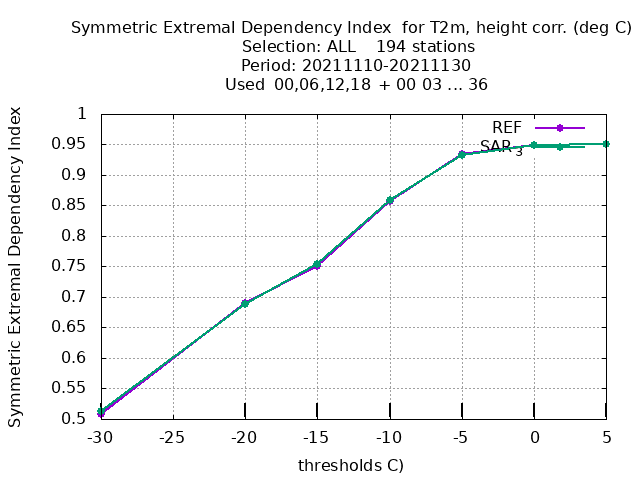 Symmetric Extremal Dependency Index  for T2m, height corr. (deg C)
Selection: ALL    194 stations
Period: 20211110-20211130
Used  00,06,12,18  + 00 03 ... 36
Symmetric Extremal Dependency Index
1
0.95
0.9
0.85
0.8
0.75
0.7
0.65
0.6
0.55
0.5
REF
SAR₃
-30 -25 -20 -15 -10 -5 0 5
thresholds C)